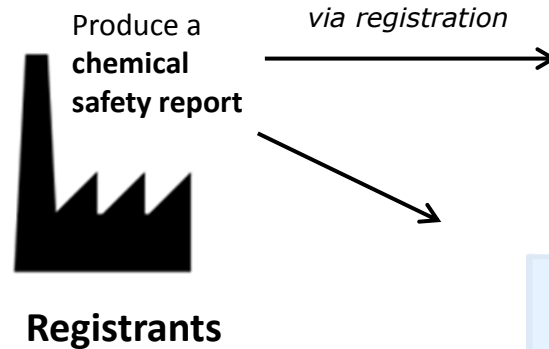 Produce a
chemical
safety report
via registration
Registrants